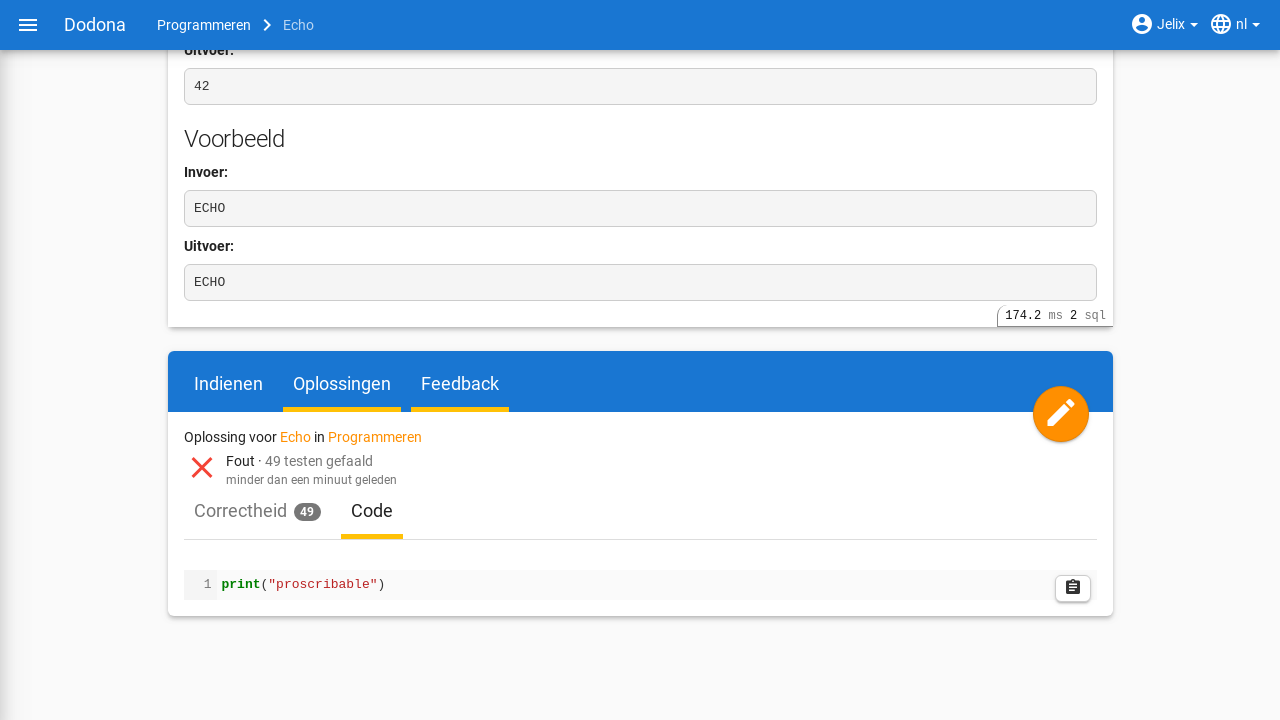 Dodona Programmeren Echo Jelix nl
Uitvoer:
42
Voorbeeld
Invoer:
ECHO
Uitvoer:
ECHO
174.2 ms 2 sql
Indienen Oplossingen Feedback
Oplossing voor Echo in Programmeren
Fout · 49 testen gefaald
minder dan een minuut geleden
Correctheid 49 Code
1 print("proscribable")